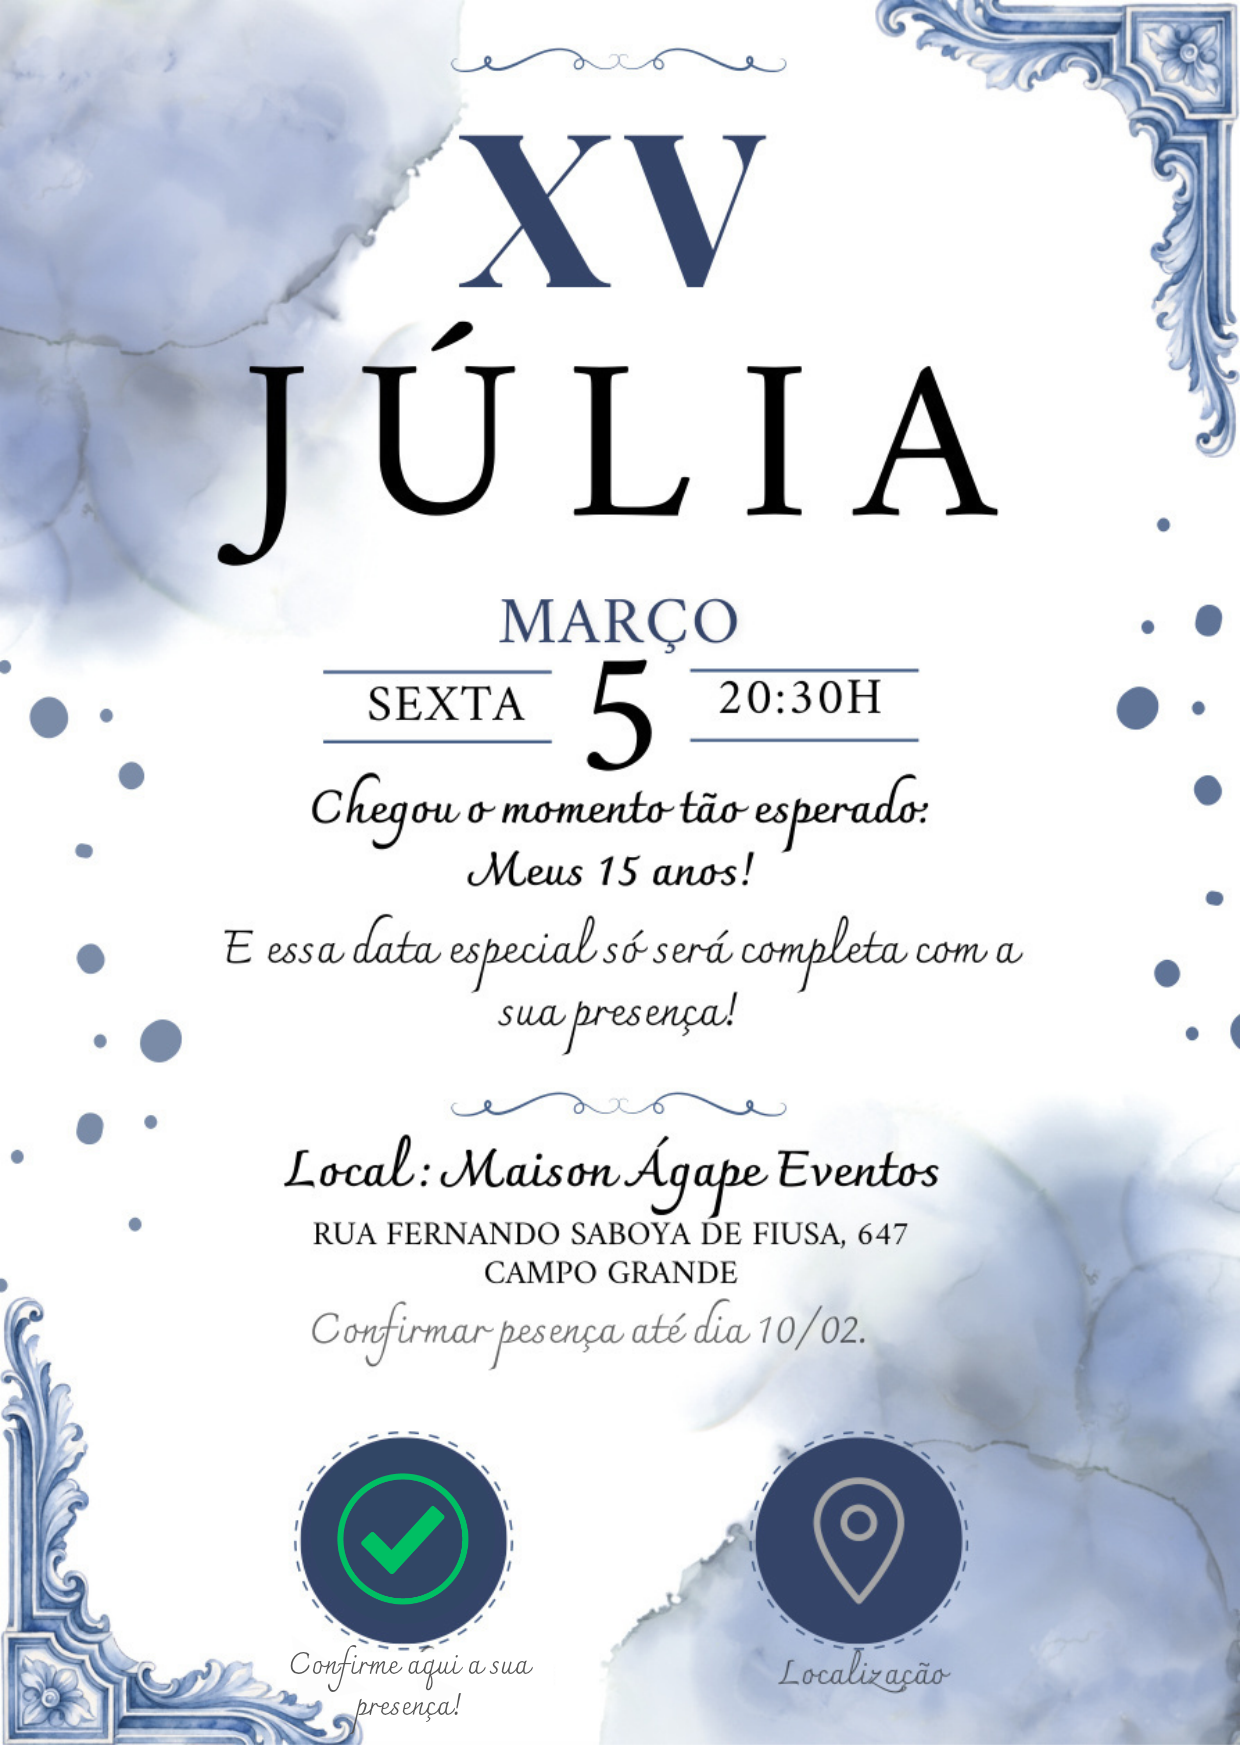 XV
JÚLIA
MARÇO
SEXTA 5 20:30H
Chegou o momento tão esperado:
Meus 15 anos!
E essa data especial só será completa com a
sua presença!
Local: Maison Ágape Eventos
RUA FERNANDO SABOYA DE FIUSA, 647
CAMPO GRANDE
Confirmar pesença até dia 10/02.
Confirme aqui a sua
presença!
Localização